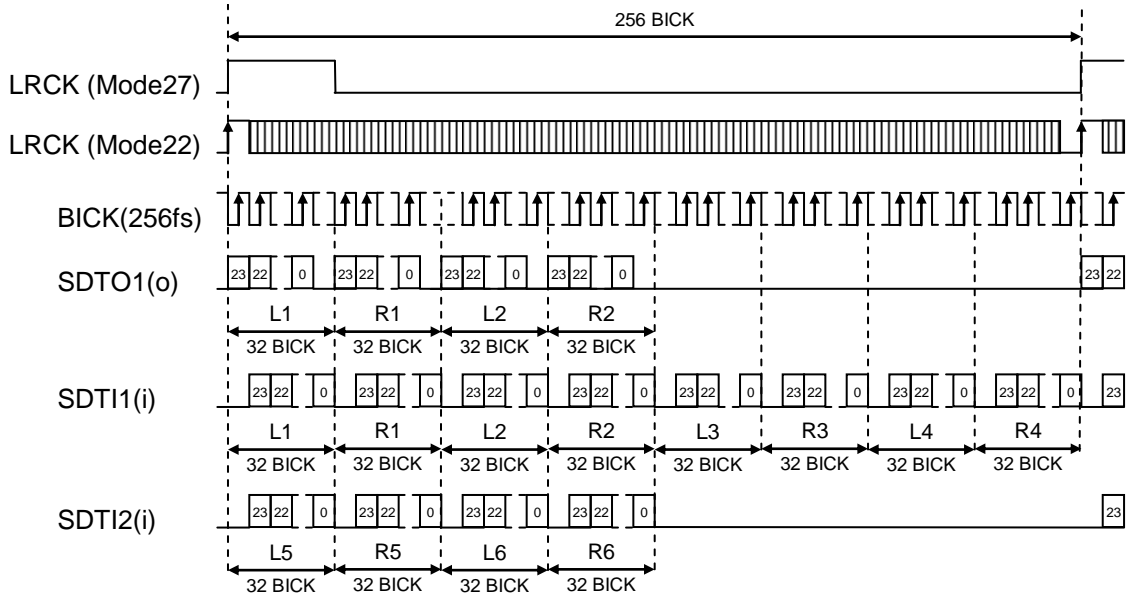 256 BICK
LRCK (Mode27)
LRCK (Mode22)
BICK(256fs)
SDTO1(o)
23 22 0 23 22 0 23 22 0 23 22 0 23 22
L1 R1 L2 R2
32 BICK 32 BICK 32 BICK 32 BICK
SDTI1(i)
23 22 0 23 22 0 23 22 0 23 22 0 23 22 0 23 22 0 23 22 0 23 22 0 23
L1 R1 L2 R2 L3 R3 L4 R4
32 BICK 32 BICK 32 BICK 32 BICK 32 BICK 32 BICK 32 BICK 32 BICK
SDTI2(i)
23 22 0 23 22 0 23 22 0 23 22 0 23
L5 R5 L6 R6
32 BICK 32 BICK 32 BICK 32 BICK